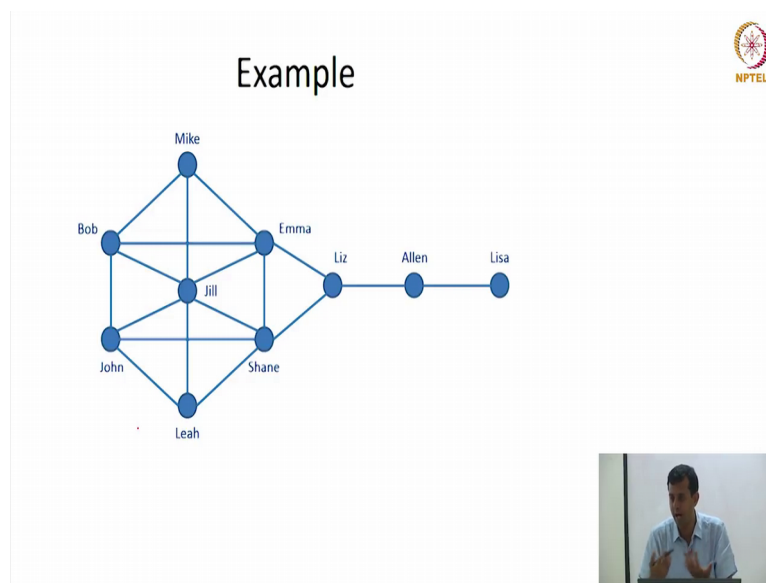 Example
NPTEL
Mike
Bob
Emma
Liz
Allen
Lisa
Jill
John
Shane
Leah